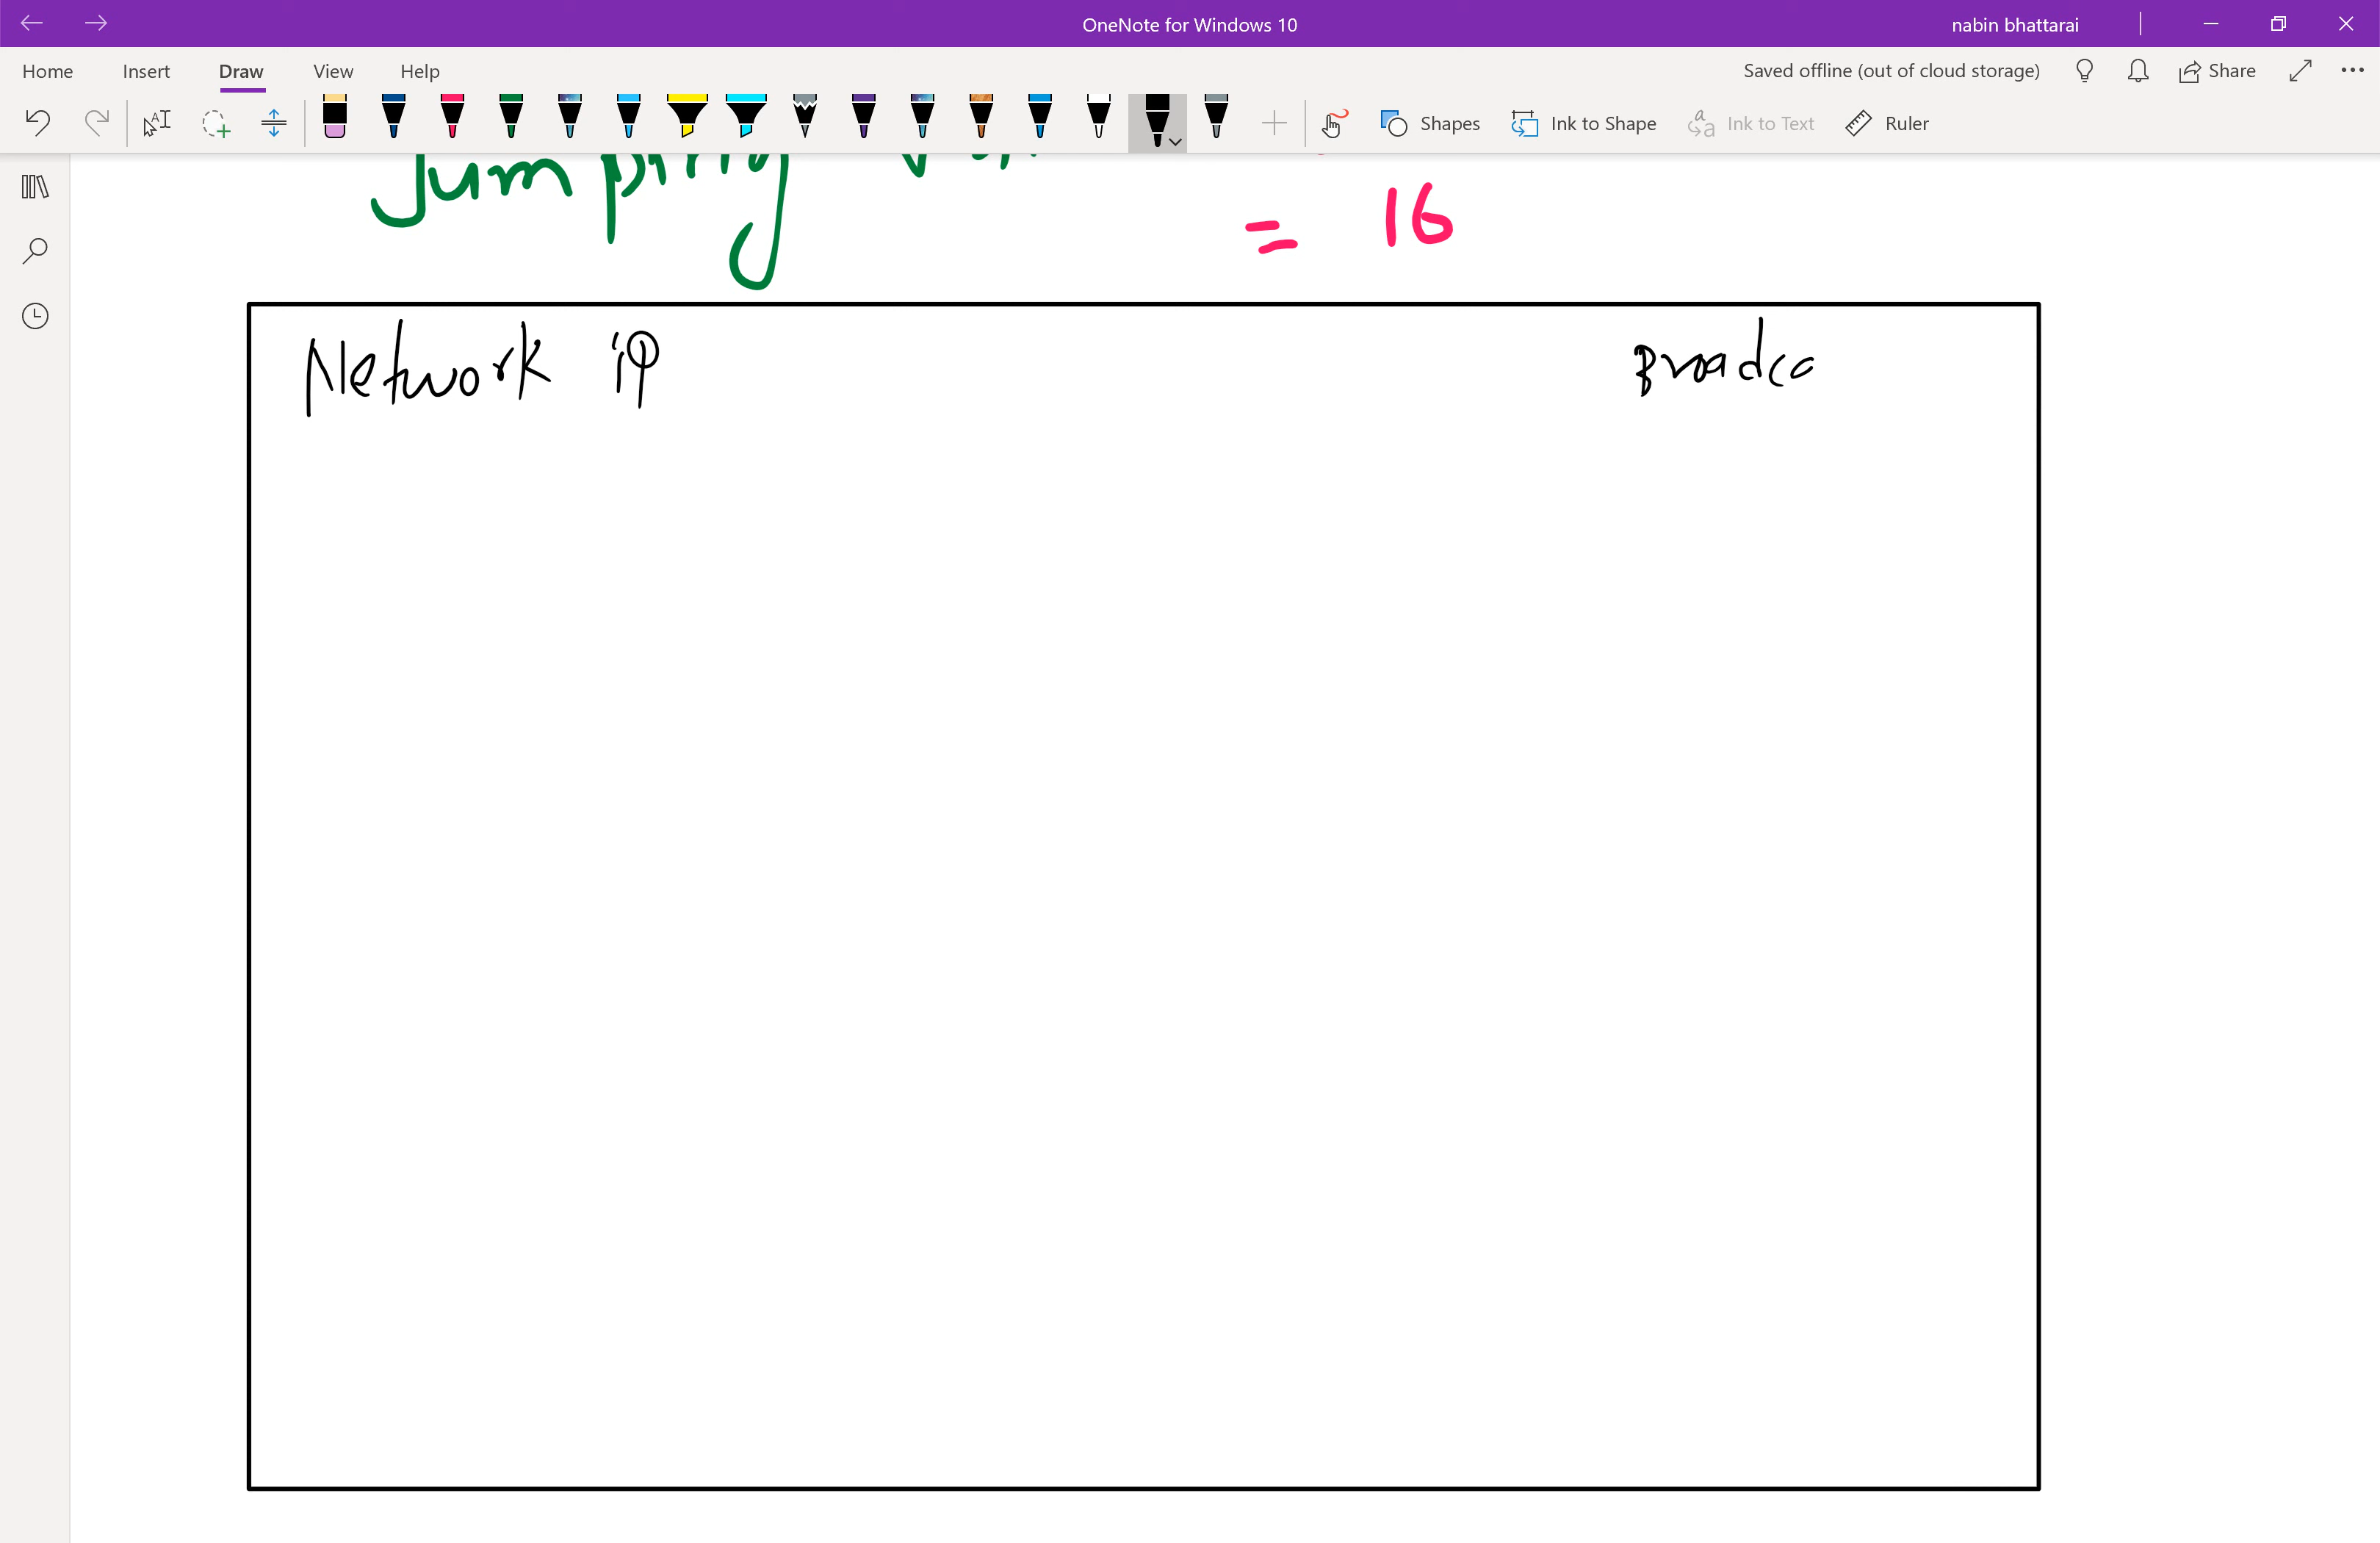 OneNote for Windows 10
nabin bhattarai
Home Insert Draw View Help
Saved offline (out of cloud storage) Share
Shapes Ink to Shape Ink to Text Ruler
Jumping
= 16
Network ip Broadca